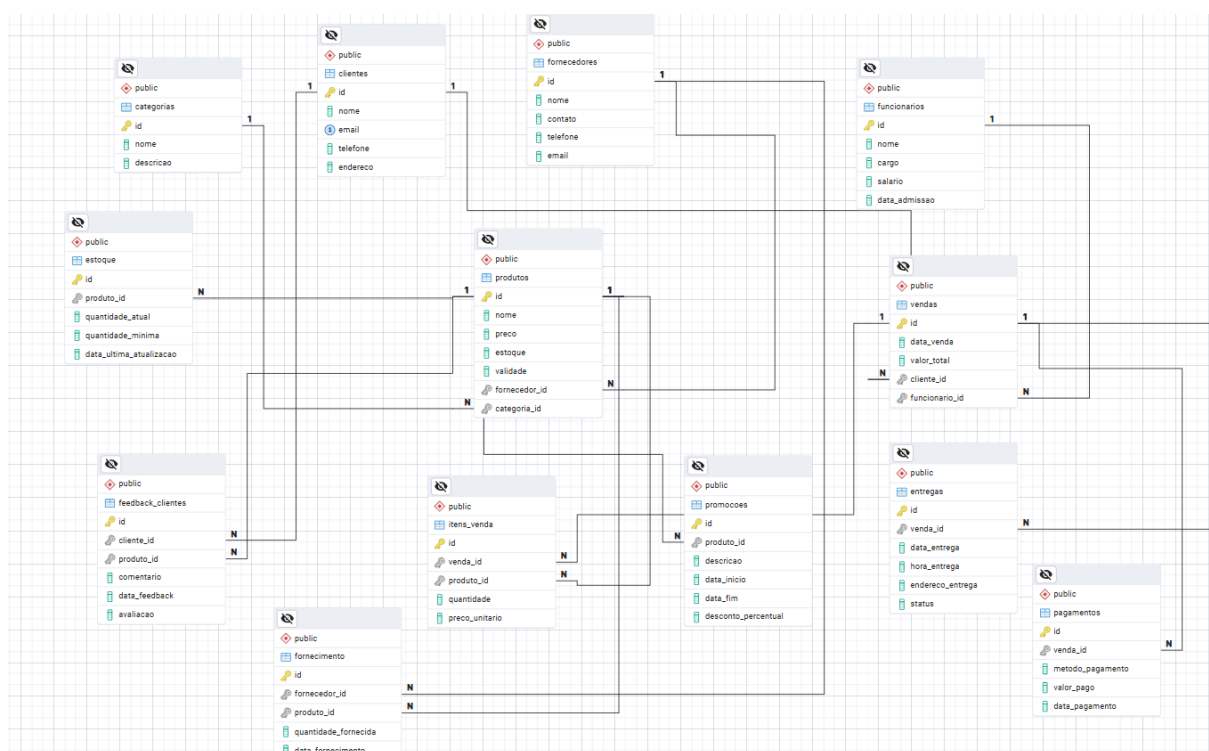 public
categorias
id
nome
descricao
1
public
clientes
id
nome
email
telefone
endereco
1
1
public
fornecedores
id
nome
contato
telefone
email
1
public
funcionarios
id
nome
cargo
salario
data_admissao
1
public
estoque
id
produto_id
quantidade_atual
quantidade_minima
data_ultima_atualizacao
N
public
produtos
id
nome
preco
estoque
validade
fornecedor_id
categoria_id
1
1
N
N
public
vendas
id
data_venda
valor_total
cliente_id
funcionario_id
1
1
N
N
public
feedback_clientes
id
cliente_id
produto_id
comentario
data_feedback
avaliacao
N
N
public
itens_venda
id
venda_id
produto_id
quantidade
preco_unitario
N
N
public
promocoes
id
produto_id
descricao
data_inicio
data_fim
desconto_percentual
N
public
entregas
id
venda_id
data_entrega
hora_entrega
endereco_entrega
status
N
public
pagamentos
id
venda_id
metodo_pagamento
valor_pago
data_pagamento
N
public
fornecimento
id
fornecedor_id
produto_id
quantidade_fornecida
data_fornecimento
N
N